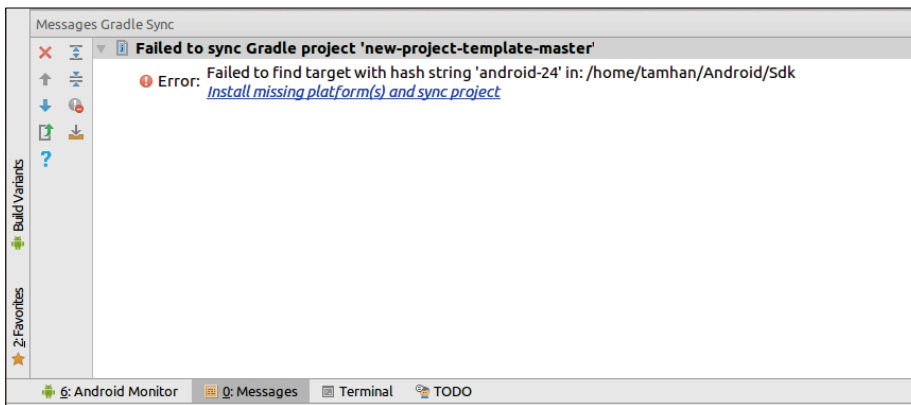 Messages Gradle Sync
Failed to sync Gradle project 'new-project-template-master'
Error: Failed to find target with hash string 'android-24' in: /home/tamhan/Android/Sdk
Install missing platform(s) and sync project
?
Build Variants
2: Favorites
6: Android Monitor
0: Messages
Terminal
TODO